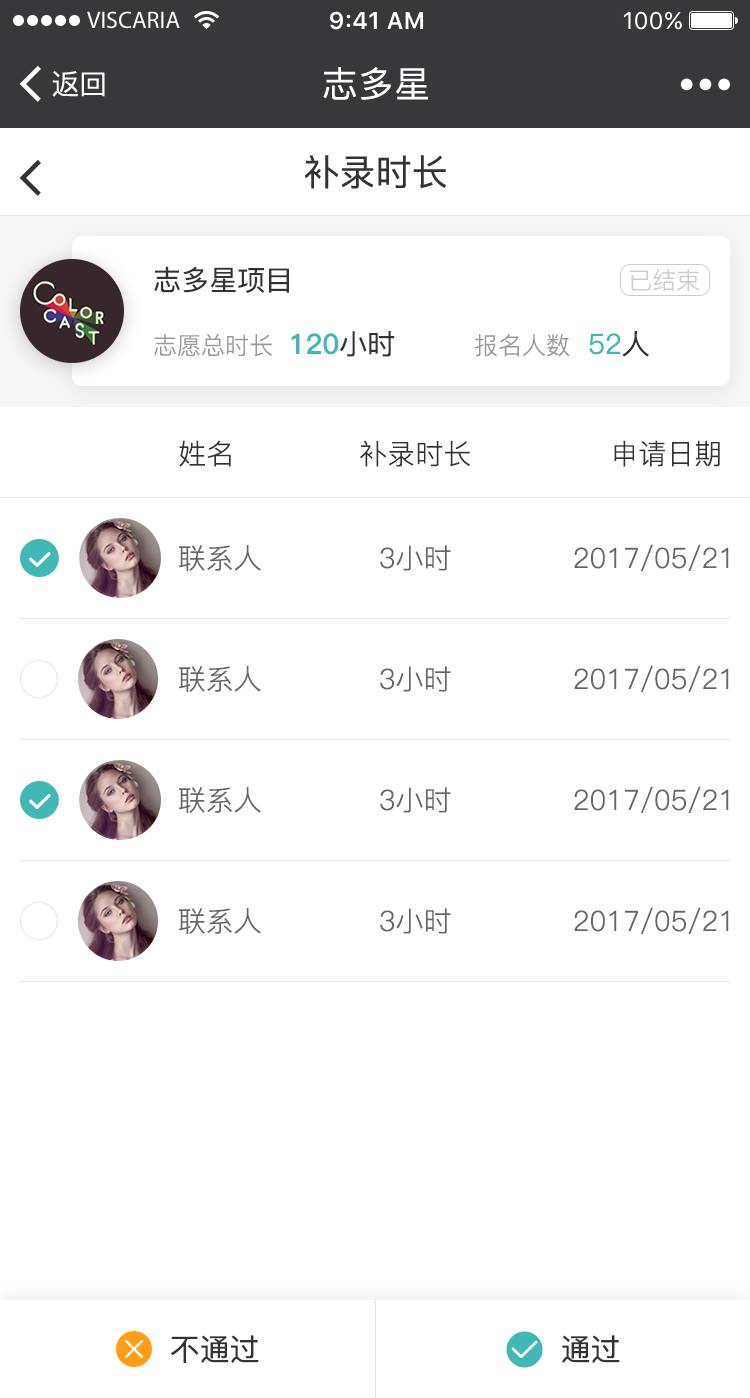 VISCARIA 9:41 AM 100%
返回 志多星
补录时长
COLOR CAST
志多星项目 已结束
志愿总时长 120小时 报名人数 52人
姓名 补录时长 申请日期
联系人 3小时 2017/05/21
联系人 3小时 2017/05/21
联系人 3小时 2017/05/21
联系人 3小时 2017/05/21
不通过 通过